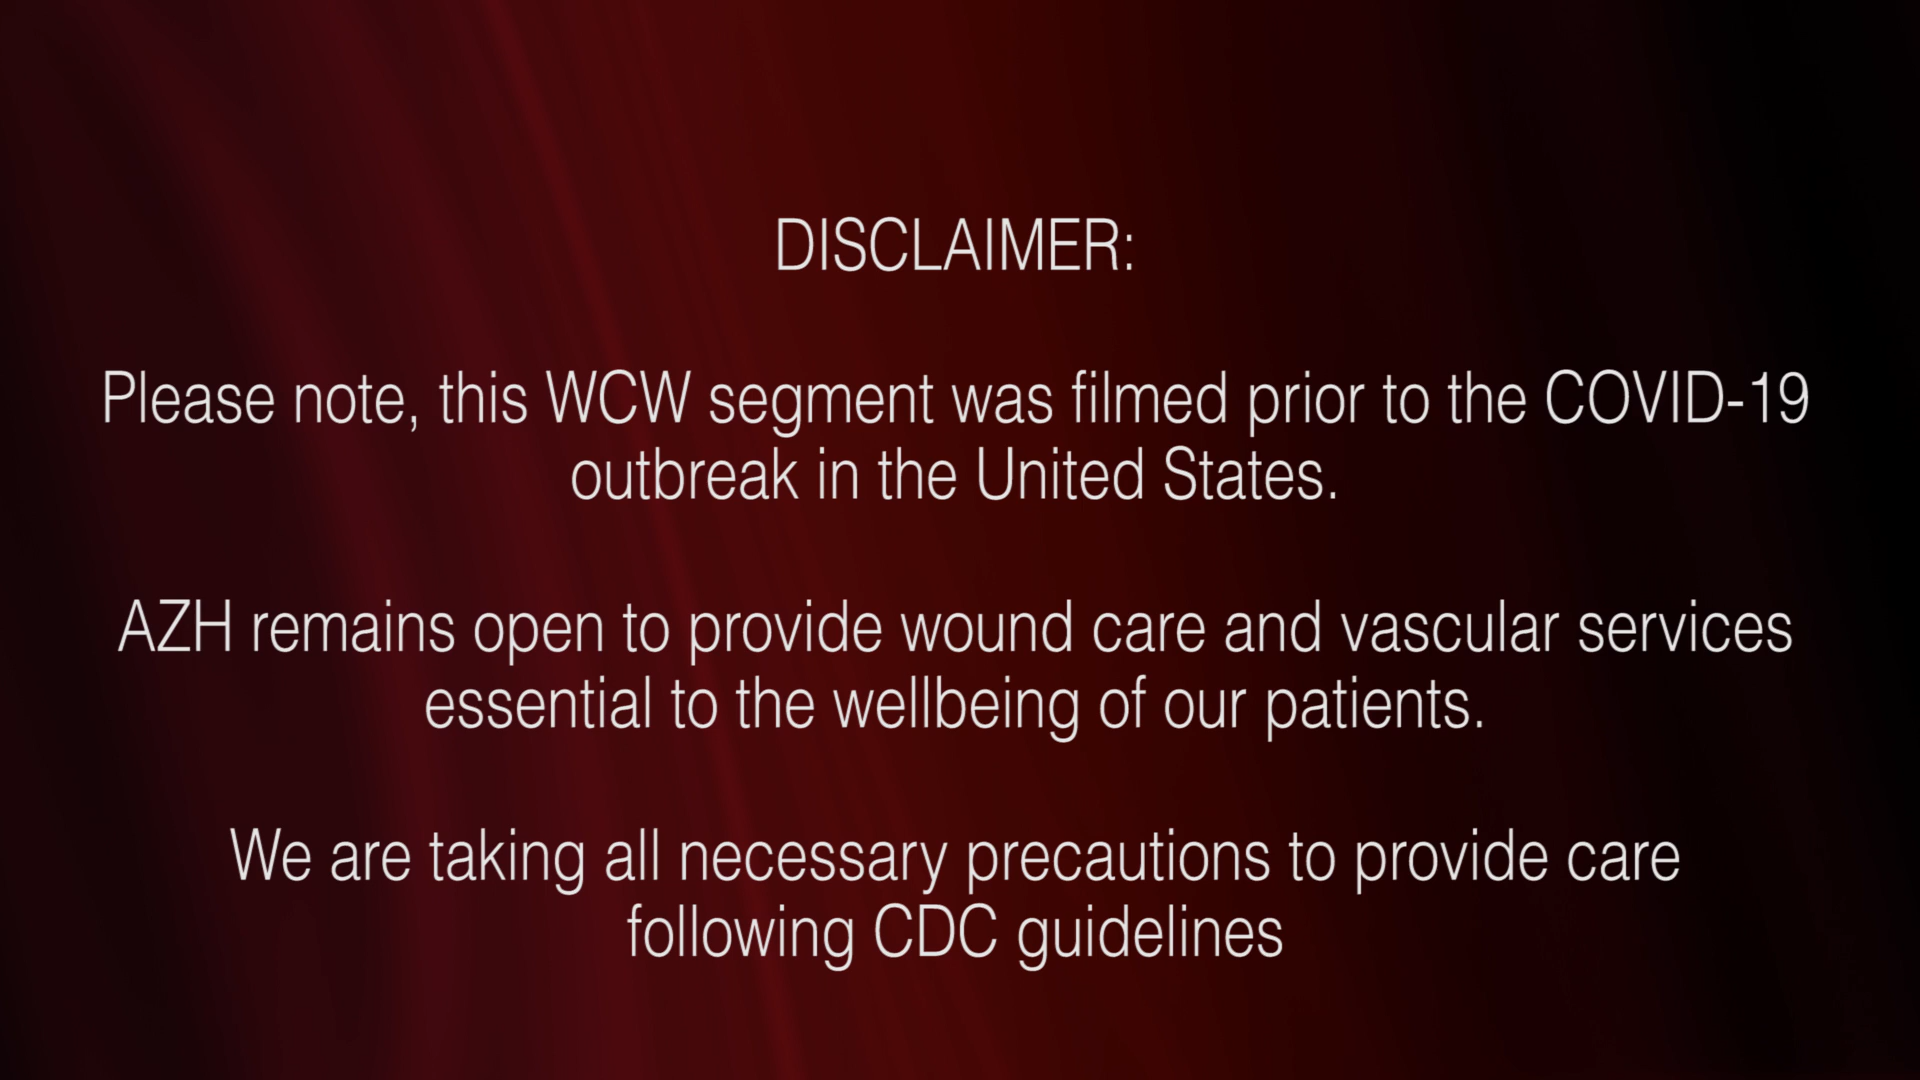 DISCLAIMER:
Please note, this WCW segment was filmed prior to the COVID-19
outbreak in the United States.
AZH remains open to provide wound care and vascular services
essential to the wellbeing of our patients.
We are taking all necessary precautions to provide care
following CDC guidelines